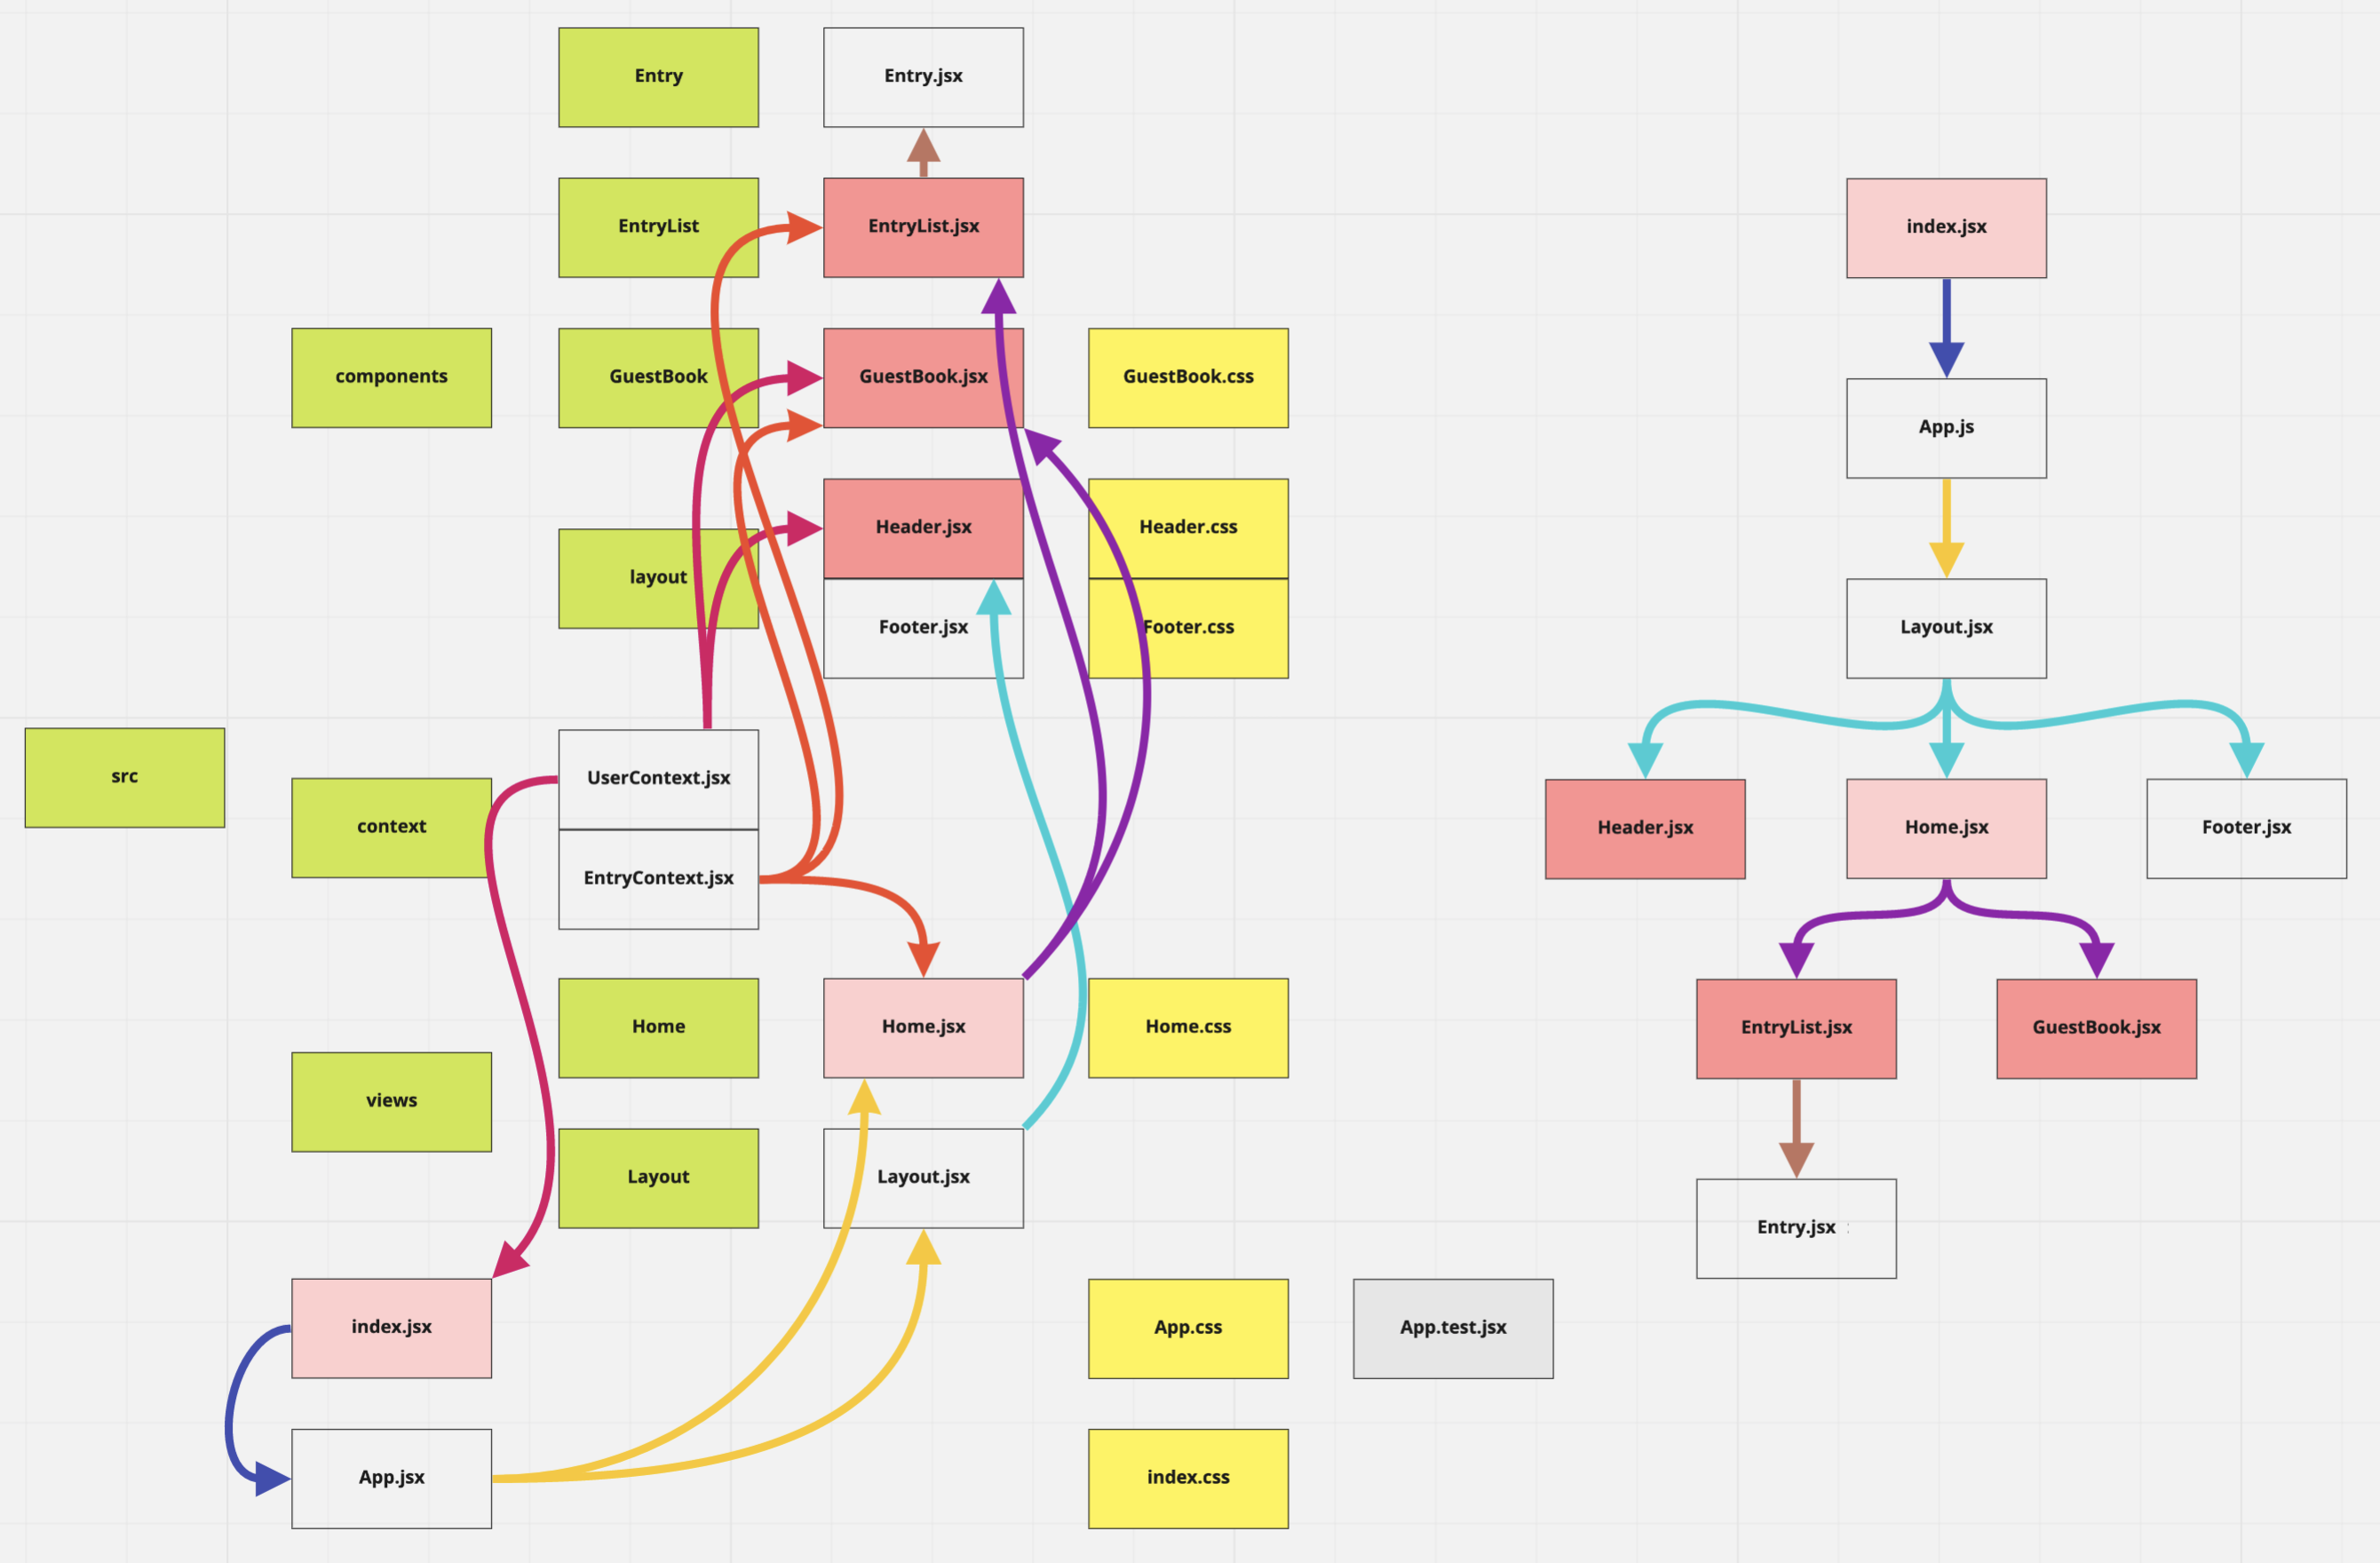 Entry
Entry.jsx
EntryList
EntryList.jsx
components
GuestBook
GuestBook.jsx
GuestBook.css
layout
Header.jsx
Header.css
Footer.jsx
Footer.css
src
context
UserContext.jsx
EntryContext.jsx
views
Home
Home.jsx
Home.css
Layout
Layout.jsx
index.jsx
App.css
App.test.jsx
App.jsx
index.css
index.jsx
App.js
Layout.jsx
Header.jsx
Home.jsx
Footer.jsx
EntryList.jsx
GuestBook.jsx
Entry.jsx